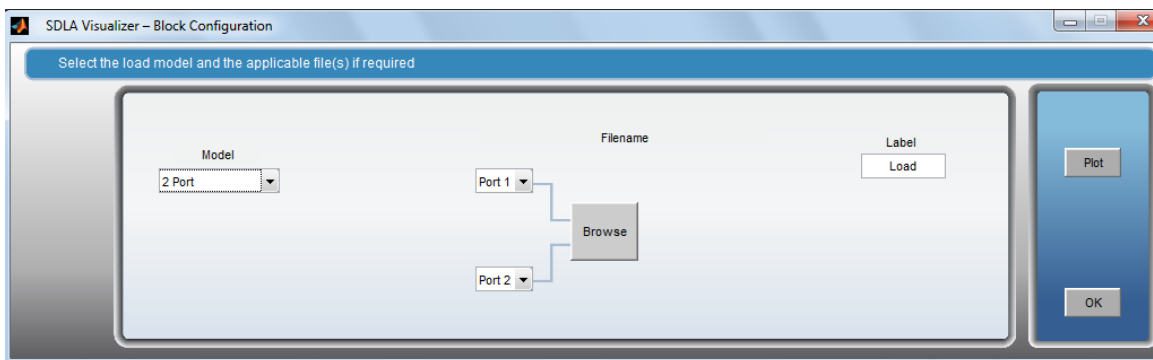 SDLA Visualizer – Block Configuration
Select the load model and the applicable file(s) if required
Filename
Label
Model
Load
Plot
2 Port
Port 1
Browse
Port 2
OK